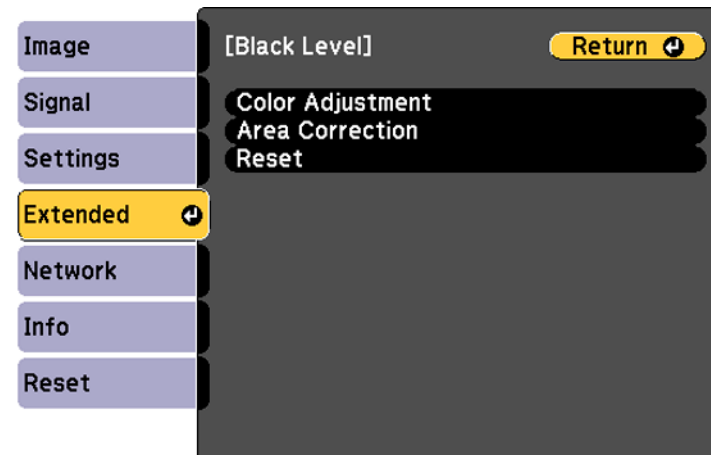 Image
Signal
Settings
Extended
Network
Info
Reset
[Black Level]
Return
Color Adjustment
Area Correction
Reset